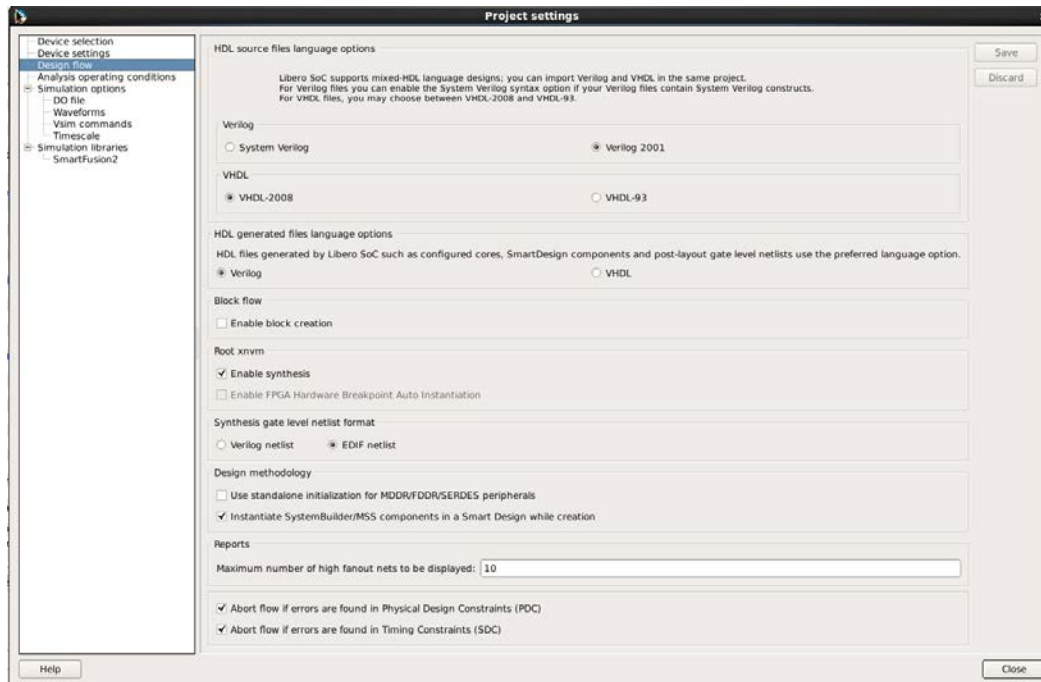 Project settings
Device selection
Device settings
Design flow
Analysis operating conditions
Simulation options
DO file
Waveforms
Vsim commands
Timescale
Simulation libraries
SmartFusion2
HDL source files language options
Libero SoC supports mixed-HDL language designs; you can import Verilog and VHDL in the same project.
For Verilog files you can enable the System Verilog syntax option if your Verilog files contain System Verilog constructs.
For VHDL files, you may choose between VHDL-2008 and VHDL-93.
Verilog
System Verilog Verilog 2001
VHDL
VHDL-2008 VHDL-93
HDL generated files language options
HDL files generated by Libero SoC such as configured cores, SmartDesign components and post-layout gate level netlists use the preferred language option.
Verilog VHDL
Block flow
Enable block creation
Root xnvm
Enable synthesis
Enable FPGA Hardware Breakpoint Auto Instantiation
Synthesis gate level netlist format
Verilog netlist EDIF netlist
Design methodology
Use standalone initialization for MDDR/FDDR/SERDES peripherals
Instantiate SystemBuilder/MSS components in a Smart Design while creation
Reports
Maximum number of high fanout nets to be displayed: 10
Abort flow if errors are found in Physical Design Constraints (PDC)
Abort flow if errors are found in Timing Constraints (SDC)
Save
Discard
Help
Close